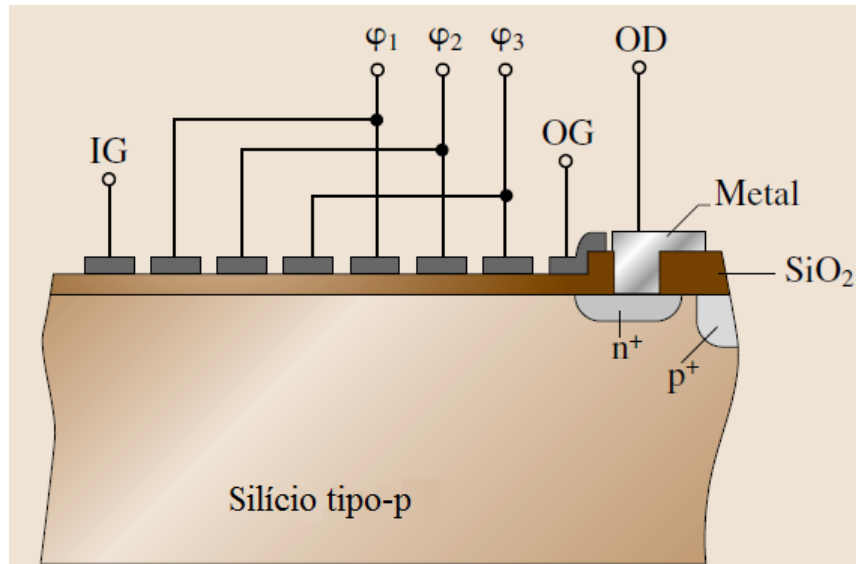 φ₁ φ₂ φ₃ OD
IG
OG
Metal
SiO₂
n⁺
p⁺
Silício tipo-p